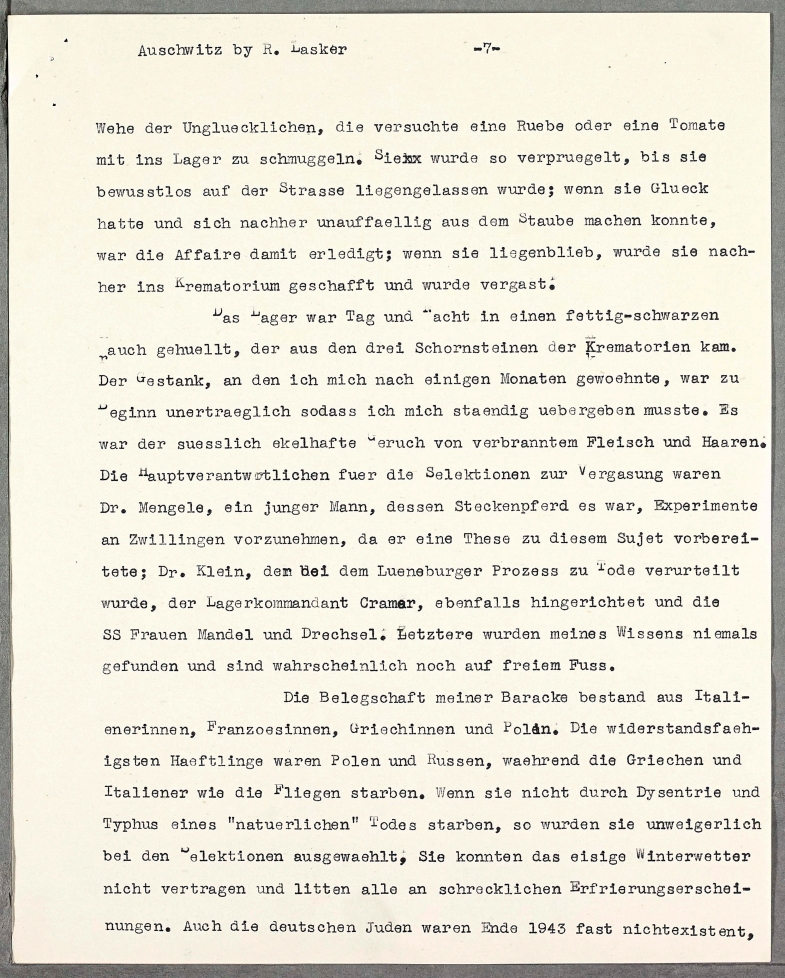 Auschwitz by R. Lasker -7-
Wehe der Ungluecklichen, die versuchte eine Ruebe oder eine Tomate
mit ins Lager zu schmuggeln. Siexx wurde so verpruegelt, bis sie
bewusstlos auf der Strasse liegengelassen wurde; wenn sie Glueck
hatte und sich nachher unauffaellig aus dem Staube machen konnte,
war die Affaire damit erledigt; wenn sie liegenblieb, wurde sie nach-
her ins Krematorium geschafft und wurde vergast.
Das Lager war Tag und Nacht in einen fettig-schwarzen
Rauch gehuellt, der aus den drei Schornsteinen der Krematorien kam.
Der Gestank, an den ich mich nach einigen Monaten gewoehnte, war zu
Beginn unertraeglich sodass ich mich staendig uebergeben musste. Es
war der suesslich ekelhafte Geruch von verbranntem Fleisch und Haaren.
Die Hauptverantwortlichen fuer die Selektionen zur Vergasung waren
Dr. Mengele, ein junger Mann, dessen Steckenpferd es war, Experimente
an Zwillingen vorzunehmen, da er eine These zu diesem Sujet vorberei-
tete; Dr. Klein, der bei dem Lueneburger Prozess zu Tode verurteilt
wurde, der Lagerkommandant Cramer, ebenfalls hingerichtet und die
SS Frauen Mandel und Drechsel. Letztere wurden meines Wissens niemals
gefunden und sind wahrscheinlich noch auf freiem Fuss.
Die Belegschaft meiner Baracke bestand aus Itali-
enerinnen, Franzoesinnen, Griechinnen und Polen. Die widerstandsfaeh-
igsten Haeftlinge waren Polen und Russen, waehrend die Griechen und
Italiener wie die Fliegen starben. Wenn sie nicht durch Dysentrie und
Typhus eines "natuerlichen" Todes starben, so wurden sie unweigerlich
bei den Selektionen ausgewaehlt, Sie konnten das eisige Winterwetter
nicht vertragen und litten alle an schrecklichen Erfrierungserschei-
nungen. Auch die deutschen Juden waren Ende 1943 fast nichtexistent,